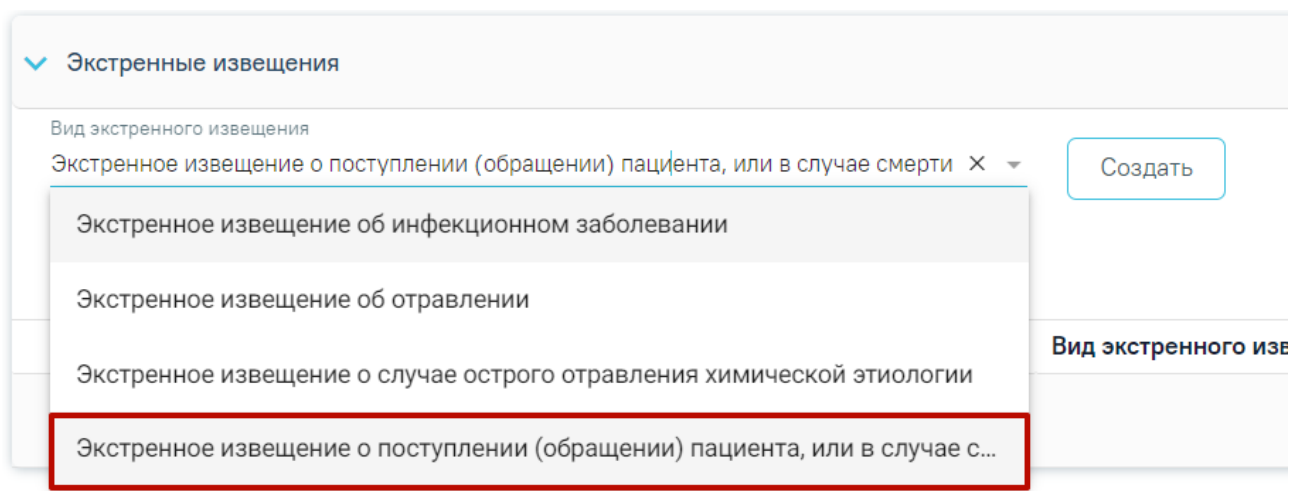 Экстренные извещения
Вид экстренного извещения
Экстренное извещение о поступлении (обращении) пациента, или в случае смерти
Создать
Экстренное извещение об инфекционном заболевании
Экстренное извещение об отравлении
Вид экстренного изв
Экстренное извещение о случае острого отравления химической этиологии
Экстренное извещение о поступлении (обращении) пациента, или в случае с...